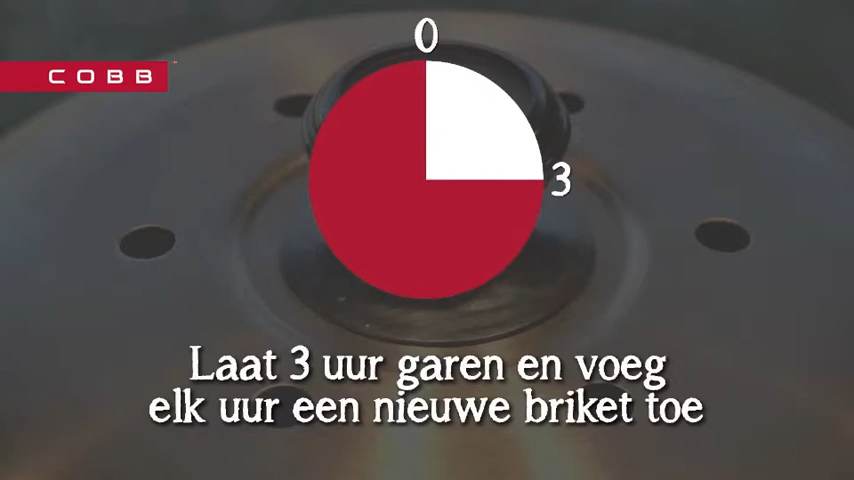 0
COBB
3
Laat 3 uur garen en voeg
elk uur een nieuwe briket toe